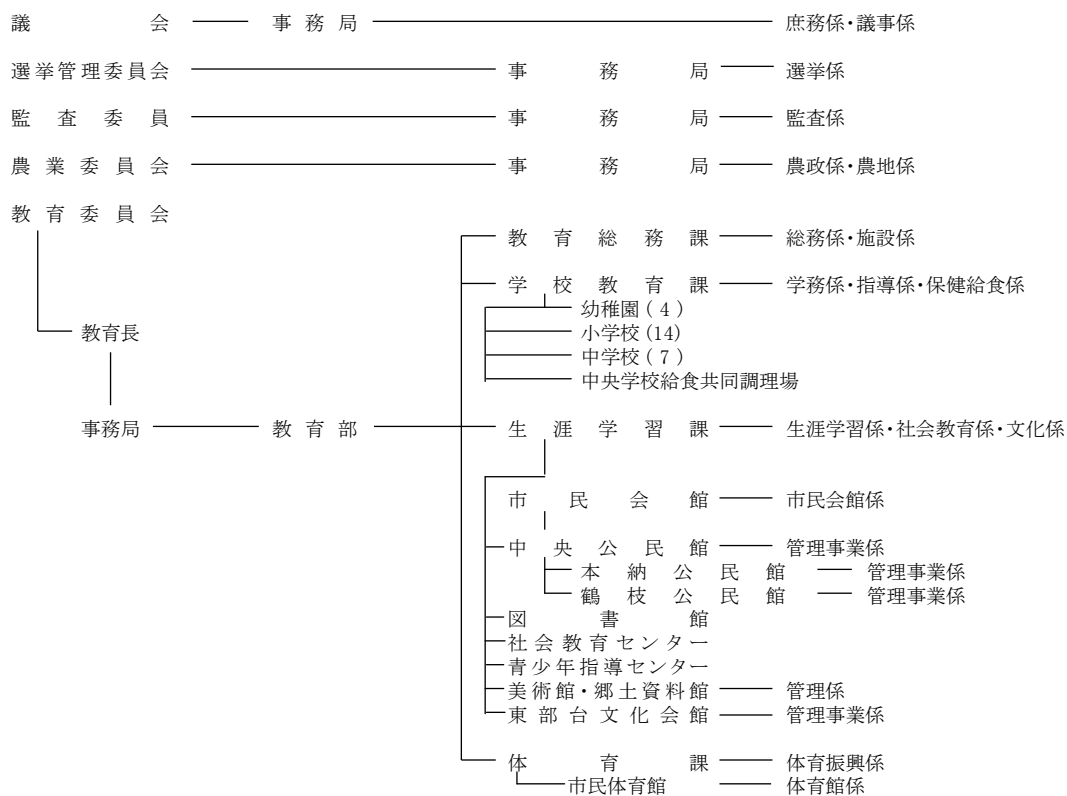 議会 事務局 庶務係・議事係
選挙管理委員会 事務局 選挙係
監査委員 事務局 監査係
農業委員会 事務局 農政係・農地係
教育委員会
教育総務課 総務係・施設係
学校教育課 学務係・指導係・保健給食係
幼稚園(4)
小学校(14)
教育長
中学校(7)
中央学校給食共同調理場
事務局 教育部 生涯学習課 生涯学習係・社会教育係・文化係
市民会館 市民会館係
中央公民館 管理事業係
本納公民館 管理事業係
鶴枝公民館 管理事業係
図書館
社会教育センター
青少年指導センター
美術館・郷土資料館 管理係
東部台文化会館 管理事業係
体育課 体育振興係
市民体育館 体育館係